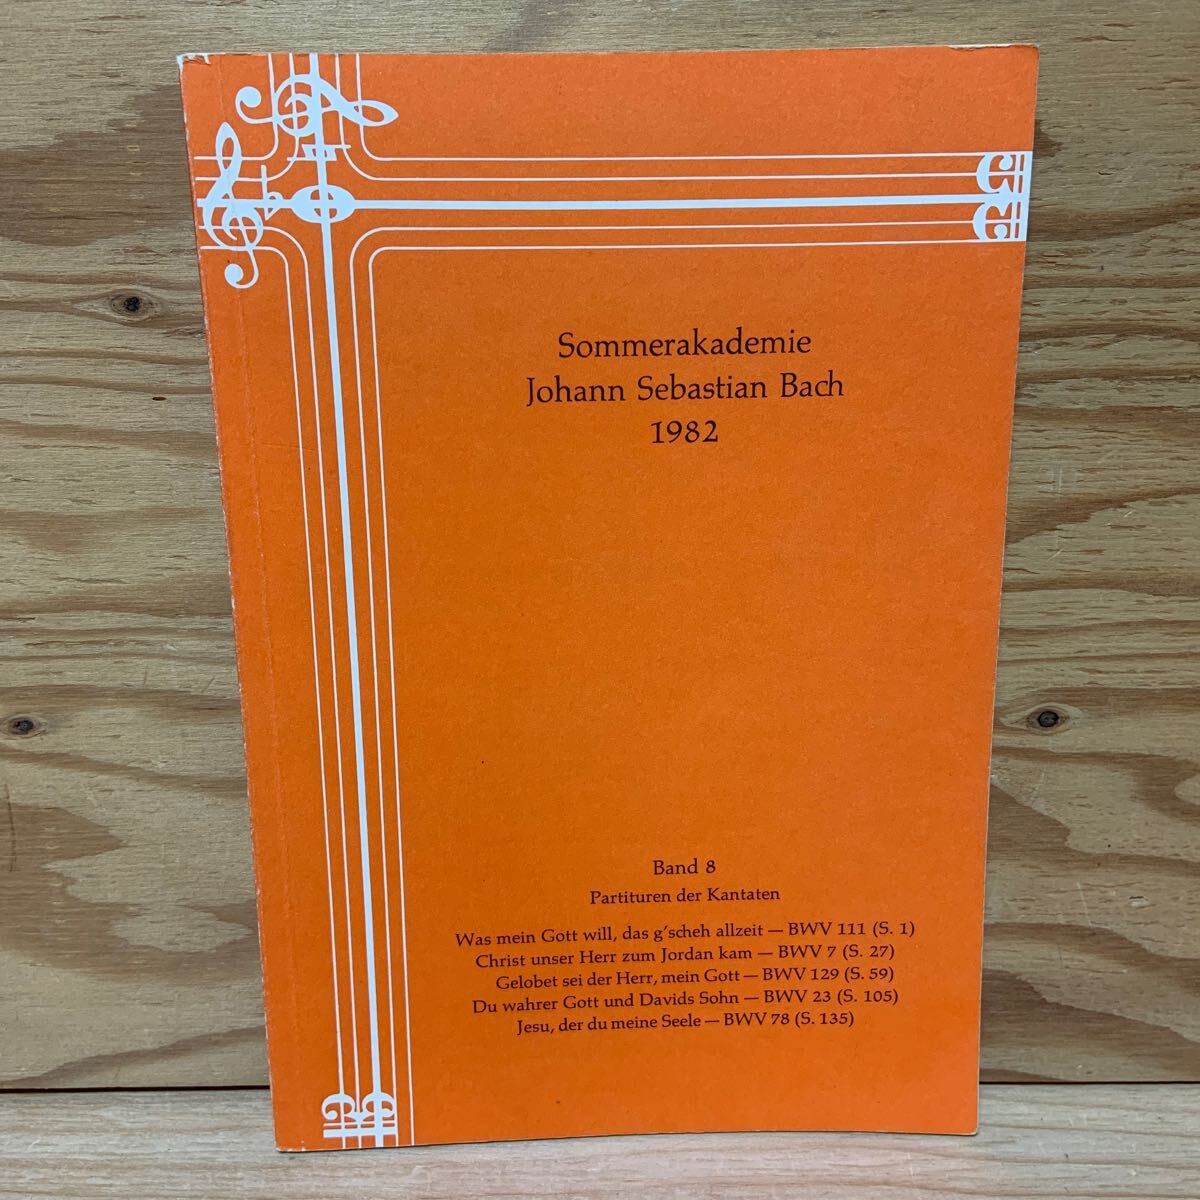 Sommerakademie
Johann Sebastian Bach
1982
Band 8
Partituren der Kantaten
Was mein Gott will, das g'scheh allzeit — BWV 111 (S. 1)
Christ unser Herr zum Jordan kam — BWV 7 (S. 27)
Gelobet sei der Herr, mein Gott — BWV 129 (S. 59)
Du wahrer Gott und Davids Sohn — BWV 23 (S. 105)
Jesu, der du meine Seele — BWV 78 (S. 135)